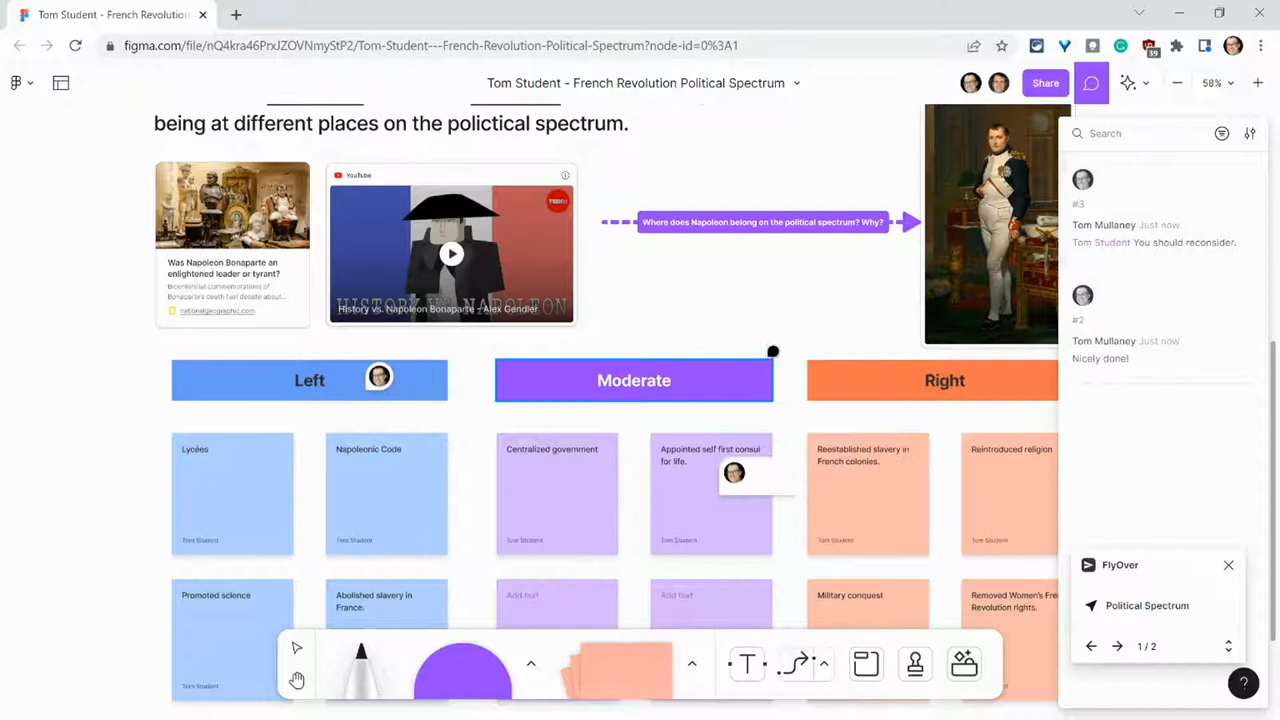 Tom Student - French Revolution
figma.com/file/nQ4kra46PrxJZOVNmyStP2/Tom-Student---French-Revolution-Political-Spectrum?node-id=0%3A1
39
Tom Student - French Revolution Political Spectrum
Share
58%
being at different places on the polictical spectrum.
Search
YouTube
TEDEd
Where does Napoleon belong on the political spectrum? Why?
Was Napoleon Bonaparte an
enlightened leader or tyrant?
Bicentennial commemorations of
Bonaparte's death fuel debate about...
nationalgeographic.com
HISTORY VS. NAPOLEON
History vs. Napoleon Bonaparte - Alex Gendler
#3
Tom Mullaney Just now
Tom Student You should reconsider.
#2
Tom Mullaney Just now
Nicely done!
Left
Moderate
Right
Lycées
Tom Student
Napoleonic Code
Tom Student
Centralized government
Tom Student
Appointed self first consul
for life.
Tom Student
Reestablished slavery in
French colonies.
Tom Student
Reintroduced religion
Tom Student
Promoted science
Tom Student
Abolished slavery in
France.
Add text
Add text
Military conquest
Removed Women's Fre
Revolution rights.
FlyOver
Political Spectrum
1 / 2
T
?